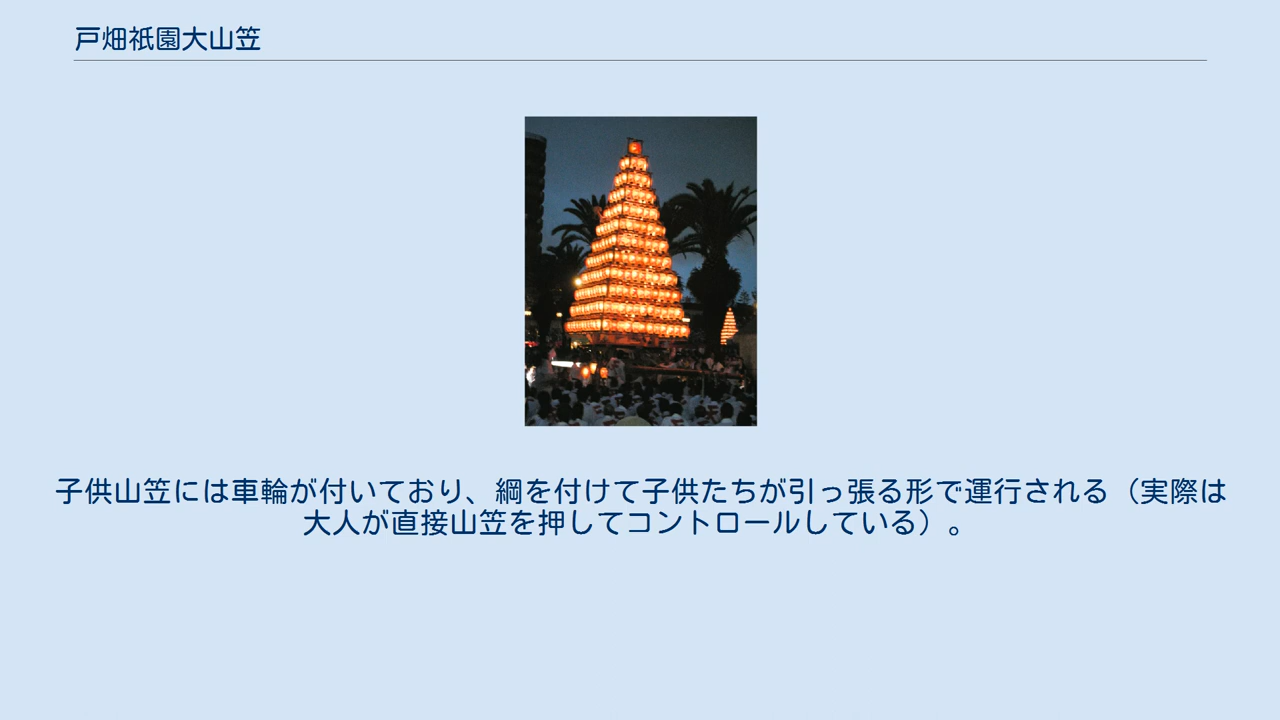 戸畑祇園大山笠
子供山笠には車輪が付いており、綱を付けて子供たちが引っ張る形で運行される（実際は
大人が直接山笠を押してコントロールしている）。